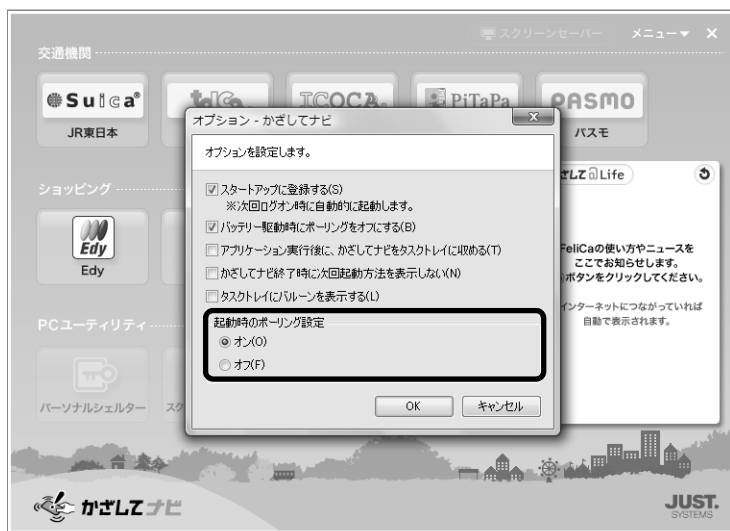 スクリーンセーバー メニュー▼ ×
交通機関
Suica
JR東日本
ICOCA
PiTaPa
PASMO
パスモ
オプション - かざしてナビ
オプションを設定します。
スタートアップに登録する(S)
※次回ログオン時に自動的に起動します。
バッテリー駆動時にポーリングをオフにする(B)
アプリケーション実行後に、かざしてナビをタスクトレイに収める(T)
かざしてナビ終了時に次回起動方法を表示しない(N)
タスクトレイにバルーンを表示する(L)
起動時のポーリング設定
オン(O)
オフ(F)
OK キャンセル
ショッピング
Edy
Edy
PCユーティリティ
パーソナルシェルター
スク
ざしてLife
FeliCaの使い方やニュースを
ここでお知らせします。
ボタンをクリックしてください。
インターネットにつながっていれば
自動で表示されます。
かざしてナビ
JUST.
SYSTEMS